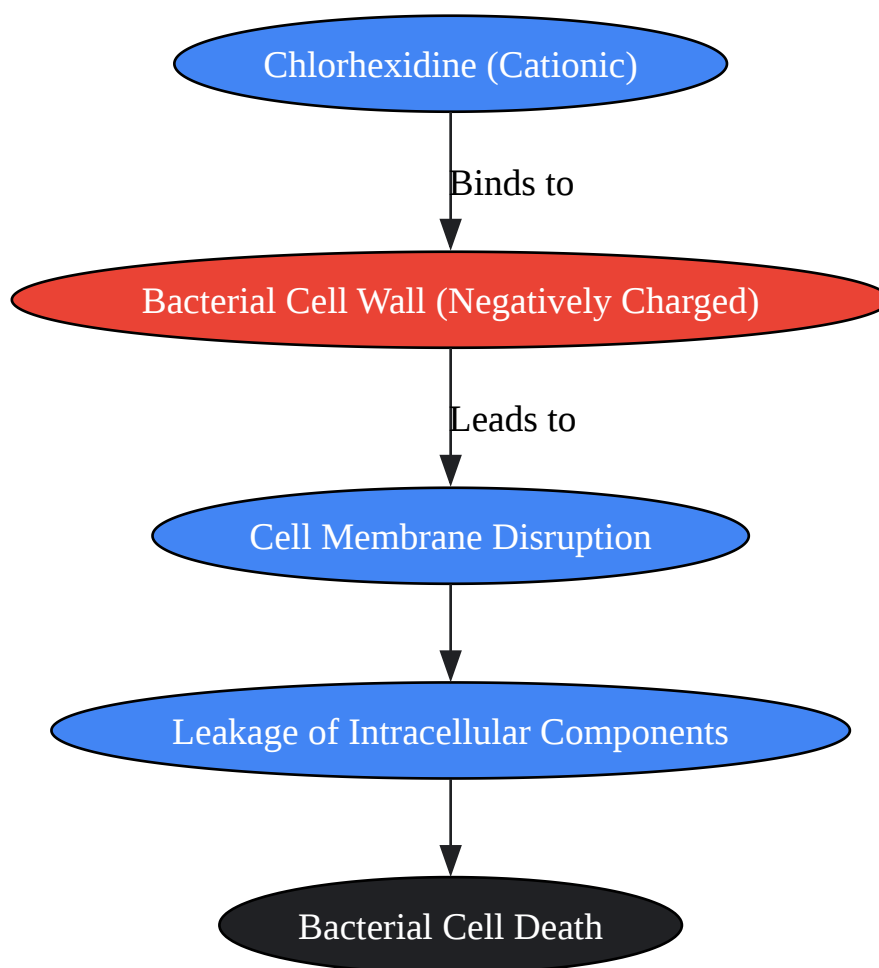 Chlorhexidine (Cationic)
Binds to
Bacterial Cell Wall (Negatively Charged)
Leads to
Cell Membrane Disruption
Leakage of Intracellular Components
Bacterial Cell Death